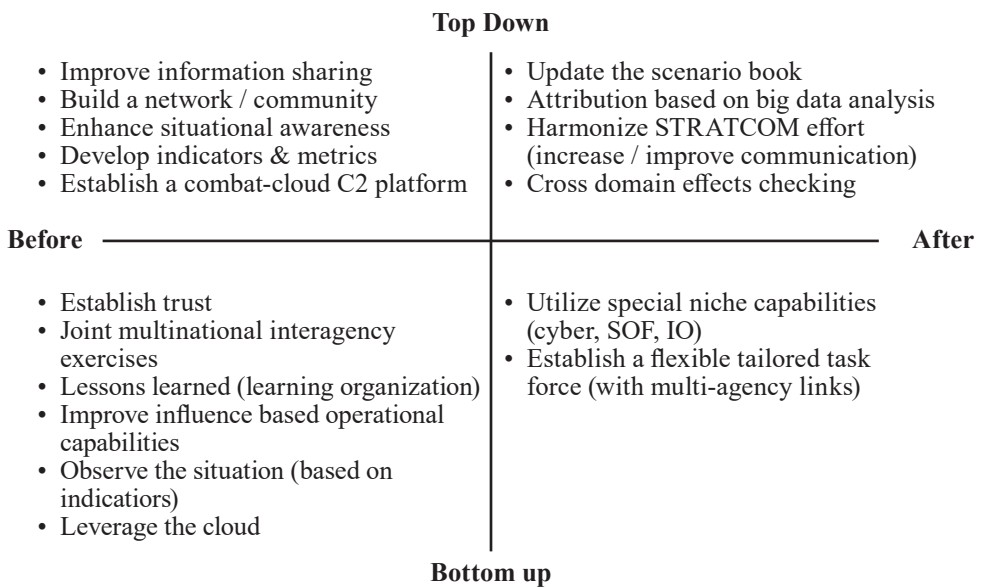 Top Down
• Improve information sharing
• Build a network / community
• Enhance situational awareness
• Develop indicators & metrics
• Establish a combat-cloud C2 platform
• Update the scenario book
• Attribution based on big data analysis
• Harmonize STRATCOM effort
(increase / improve communication)
• Cross domain effects checking
Before
After
• Establish trust
• Joint multinational interagency
exercises
• Lessons learned (learning organization)
• Improve influence based operational
capabilities
• Observe the situation (based on
indicatiors)
• Leverage the cloud
• Utilize special niche capabilities
(cyber, SOF, IO)
• Establish a flexible tailored task
force (with multi-agency links)
Bottom up